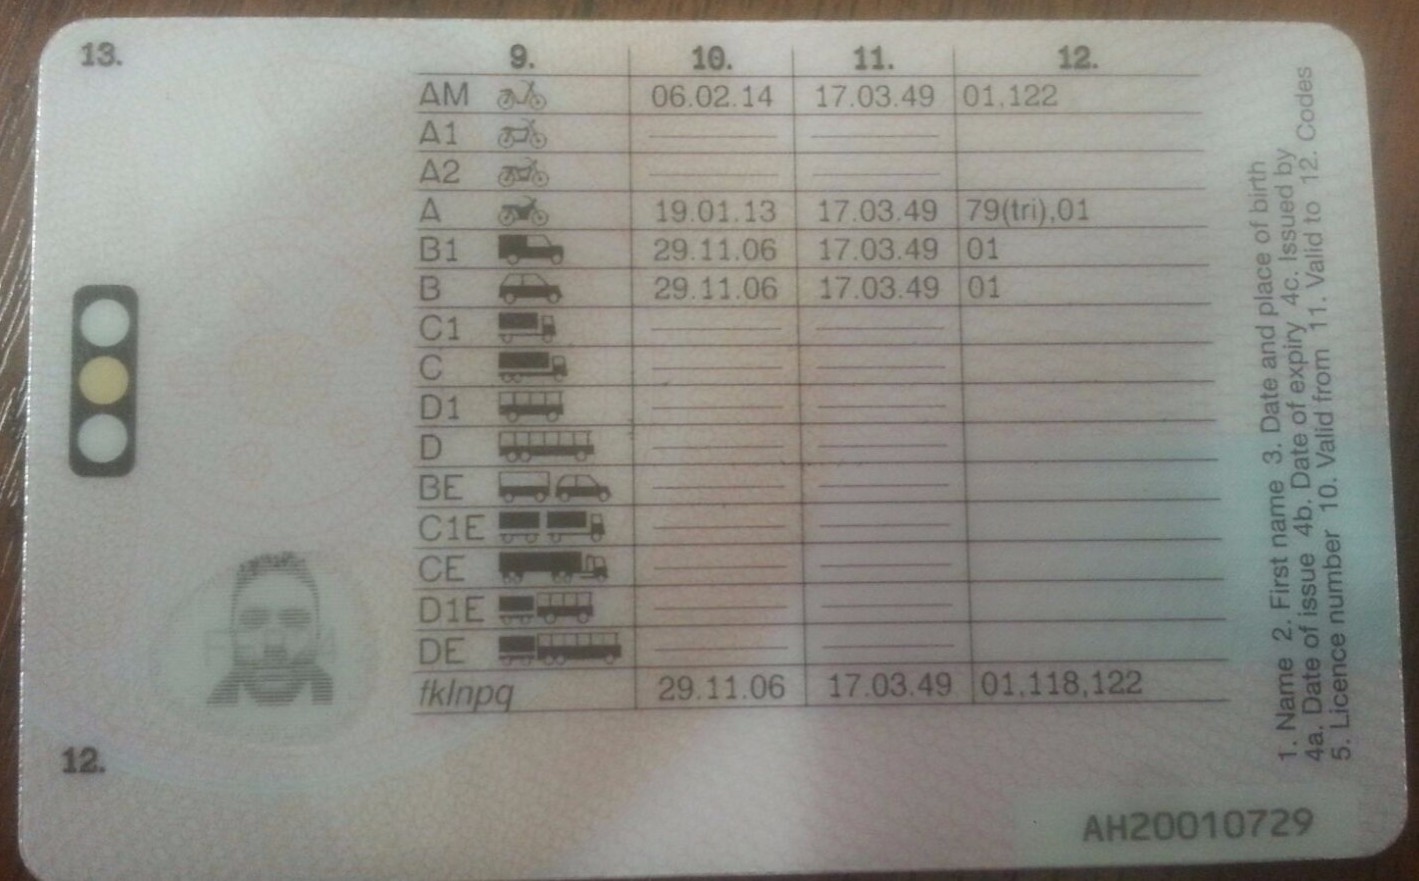 13.
9. 10. 11. 12.
AM 06.02.14 17.03.49 01,122
A1
A2
A 19.01.13 17.03.49 79(tri),01
B1 29.11.06 17.03.49 01
B 29.11.06 17.03.49 01
C1
C
D1
D
BE
C1E
CE
D1E
DE
fklnpq 29.11.06 17.03.49 01,118,122
12.
1. Name 2. First name 3. Date and place of birth
4a. Date of issue 4b. Date of expiry 4c. Issued by
5. Licence number 10. Valid from 11. Valid to 12. Codes
AH20010729